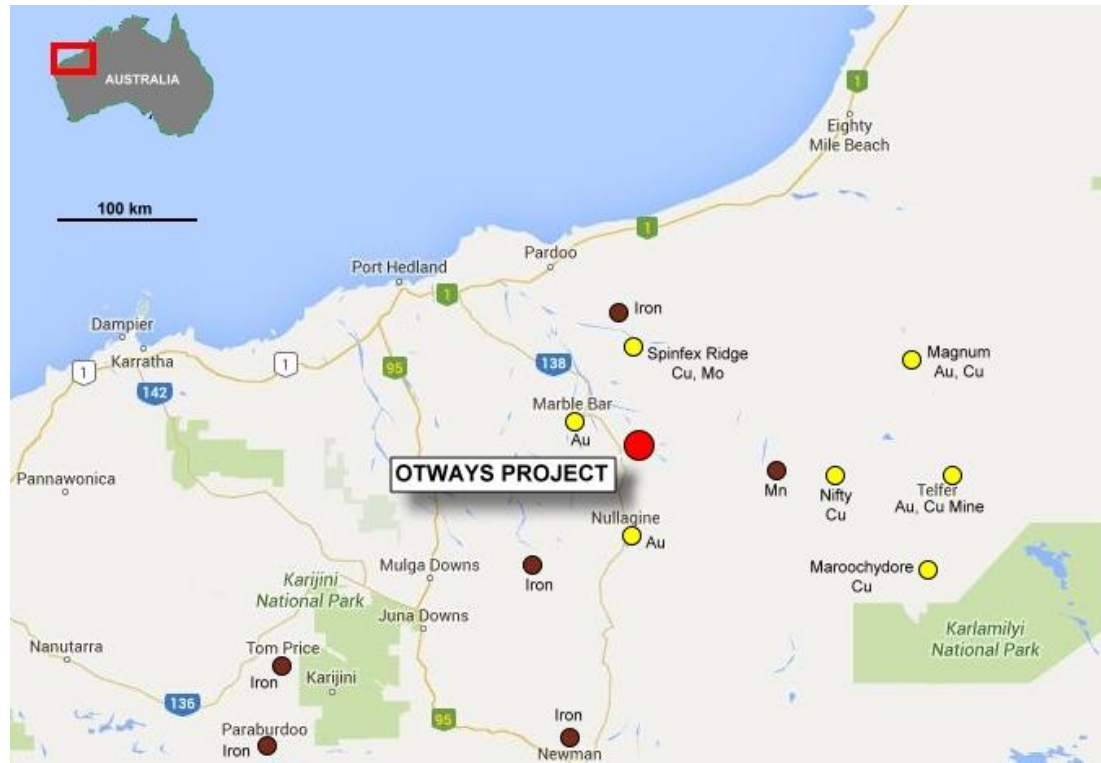 AUSTRALIA
1
Eighty
Mile Beach
100 km
1
Pardoo
Port Hedland
1
Iron
Dampier
Karratha
1
1
95
138
Spinfex Ridge
Cu, Mo
Magnum
Au, Cu
142
Marble Bar
Au
OTWAYS PROJECT
Pannawonica
Mn
Nifty
Cu
Telfer
Au, Cu Mine
Nullagine
Au
Mulga Downs
Iron
Maroochydore
Cu
Karijini
National Park
Juna Downs
Karlamilyi
National Park
Nanutarra
Tom Price
Iron
Karijini
136
95
Iron
Newman
Paraburdoo
Iron